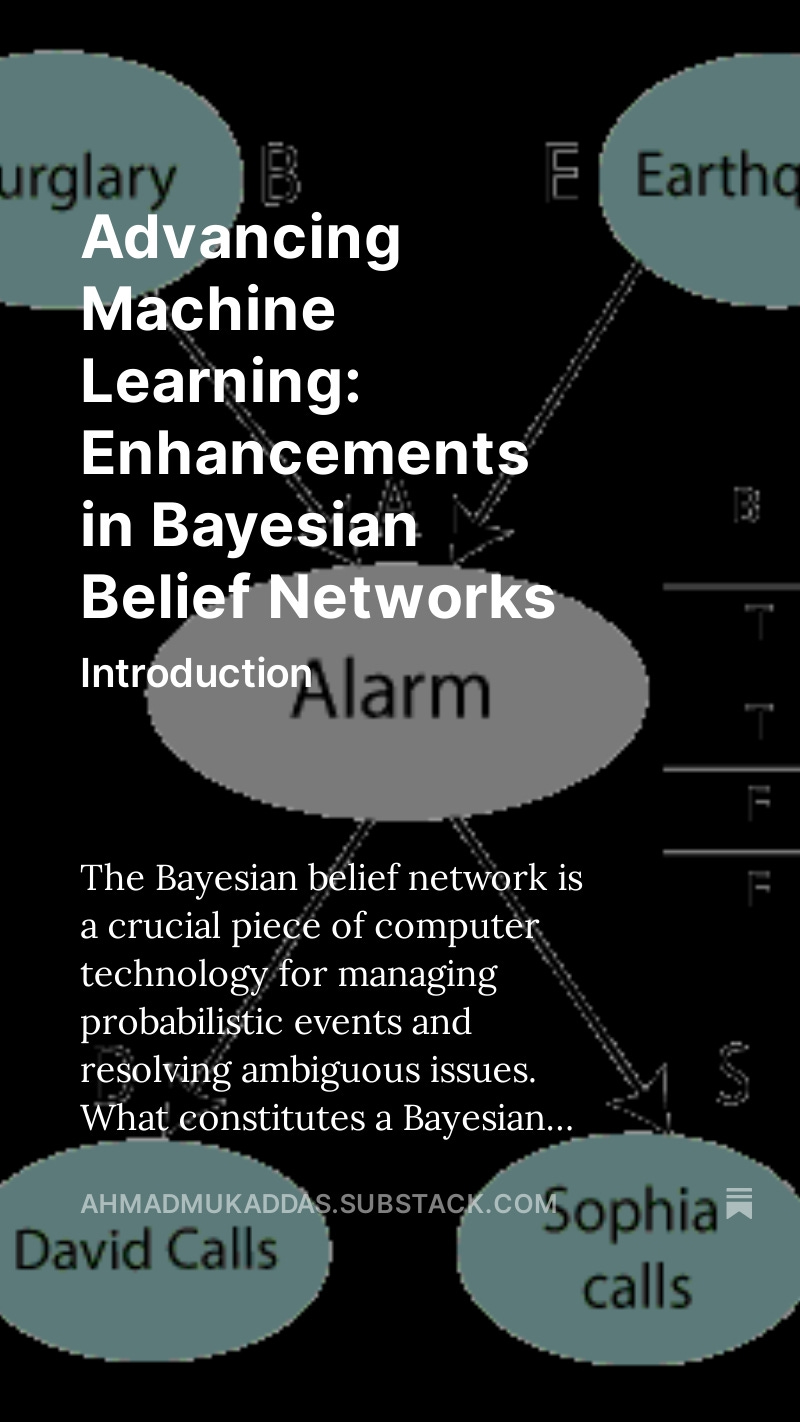 urglary
B
E
Earthq
Advancing
Machine
Learning:
Enhancements
in Bayesian
Belief Networks
A
B
T
T
F
F
Introduction
Alarm
The Bayesian belief network is
a crucial piece of computer
technology for managing
probabilistic events and
resolving ambiguous issues.
What constitutes a Bayesian...
D
S
AHMADMUKADDAS.SUBSTACK.COM
David Calls
Sophia
calls